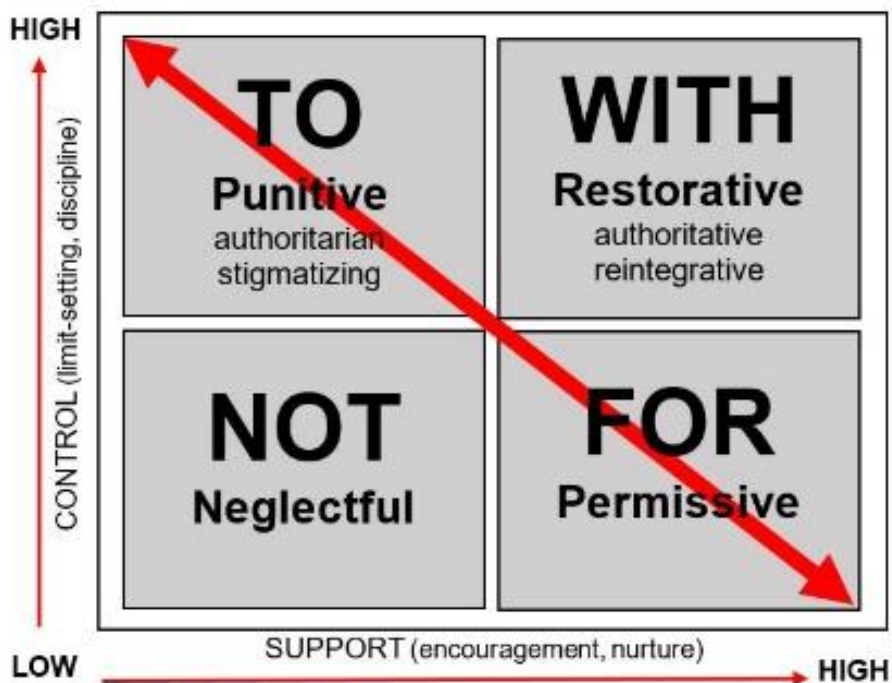 HIGH
CONTROL (limit-setting, discipline)
TO
Punitive
authoritarian
stigmatizing
WITH
Restorative
authoritative
reintegrative
NOT
Neglectful
FOR
Permissive
SUPPORT (encouragement, nurture)
LOW
HIGH